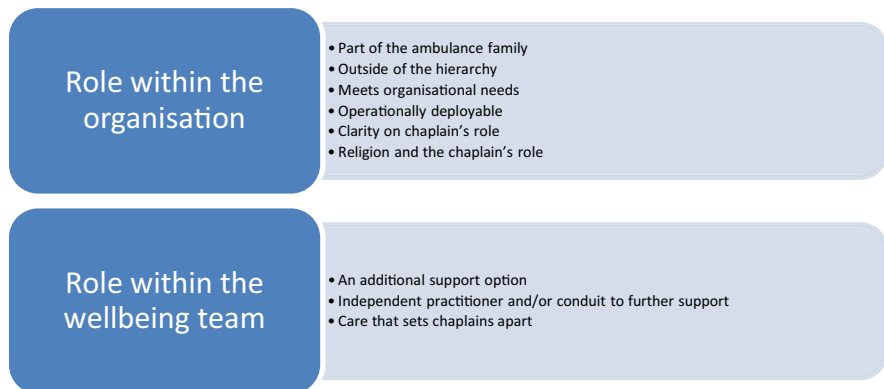 Role within the
organisation
• Part of the ambulance family
• Outside of the hierarchy
• Meets organisational needs
• Operationally deployable
• Clarity on chaplain's role
• Religion and the chaplain's role
Role within the
wellbeing team
• An additional support option
• Independent practitioner and/or conduit to further support
• Care that sets chaplains apart